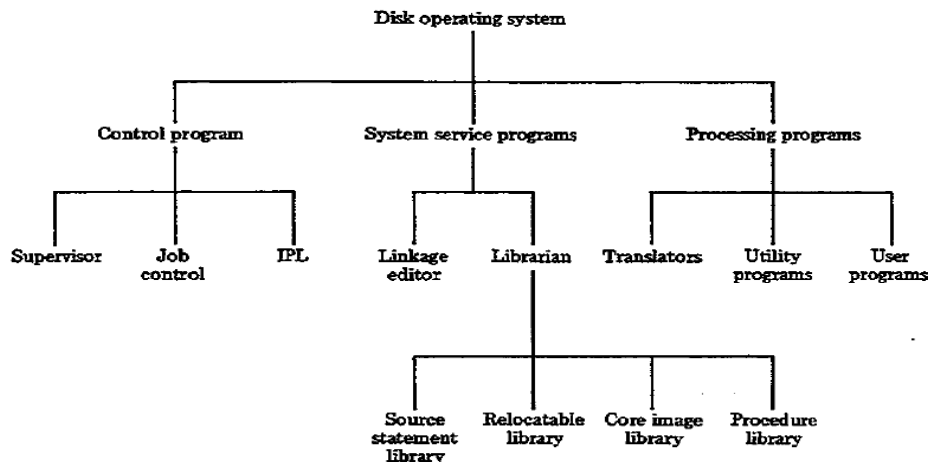 Disk operating system
Control program System service programs Processing programs
Supervisor Job IPL Linkage Librarian Translators Utility User
control editor programs programs
Source Relocatable Core image Procedure
statement library library library
library